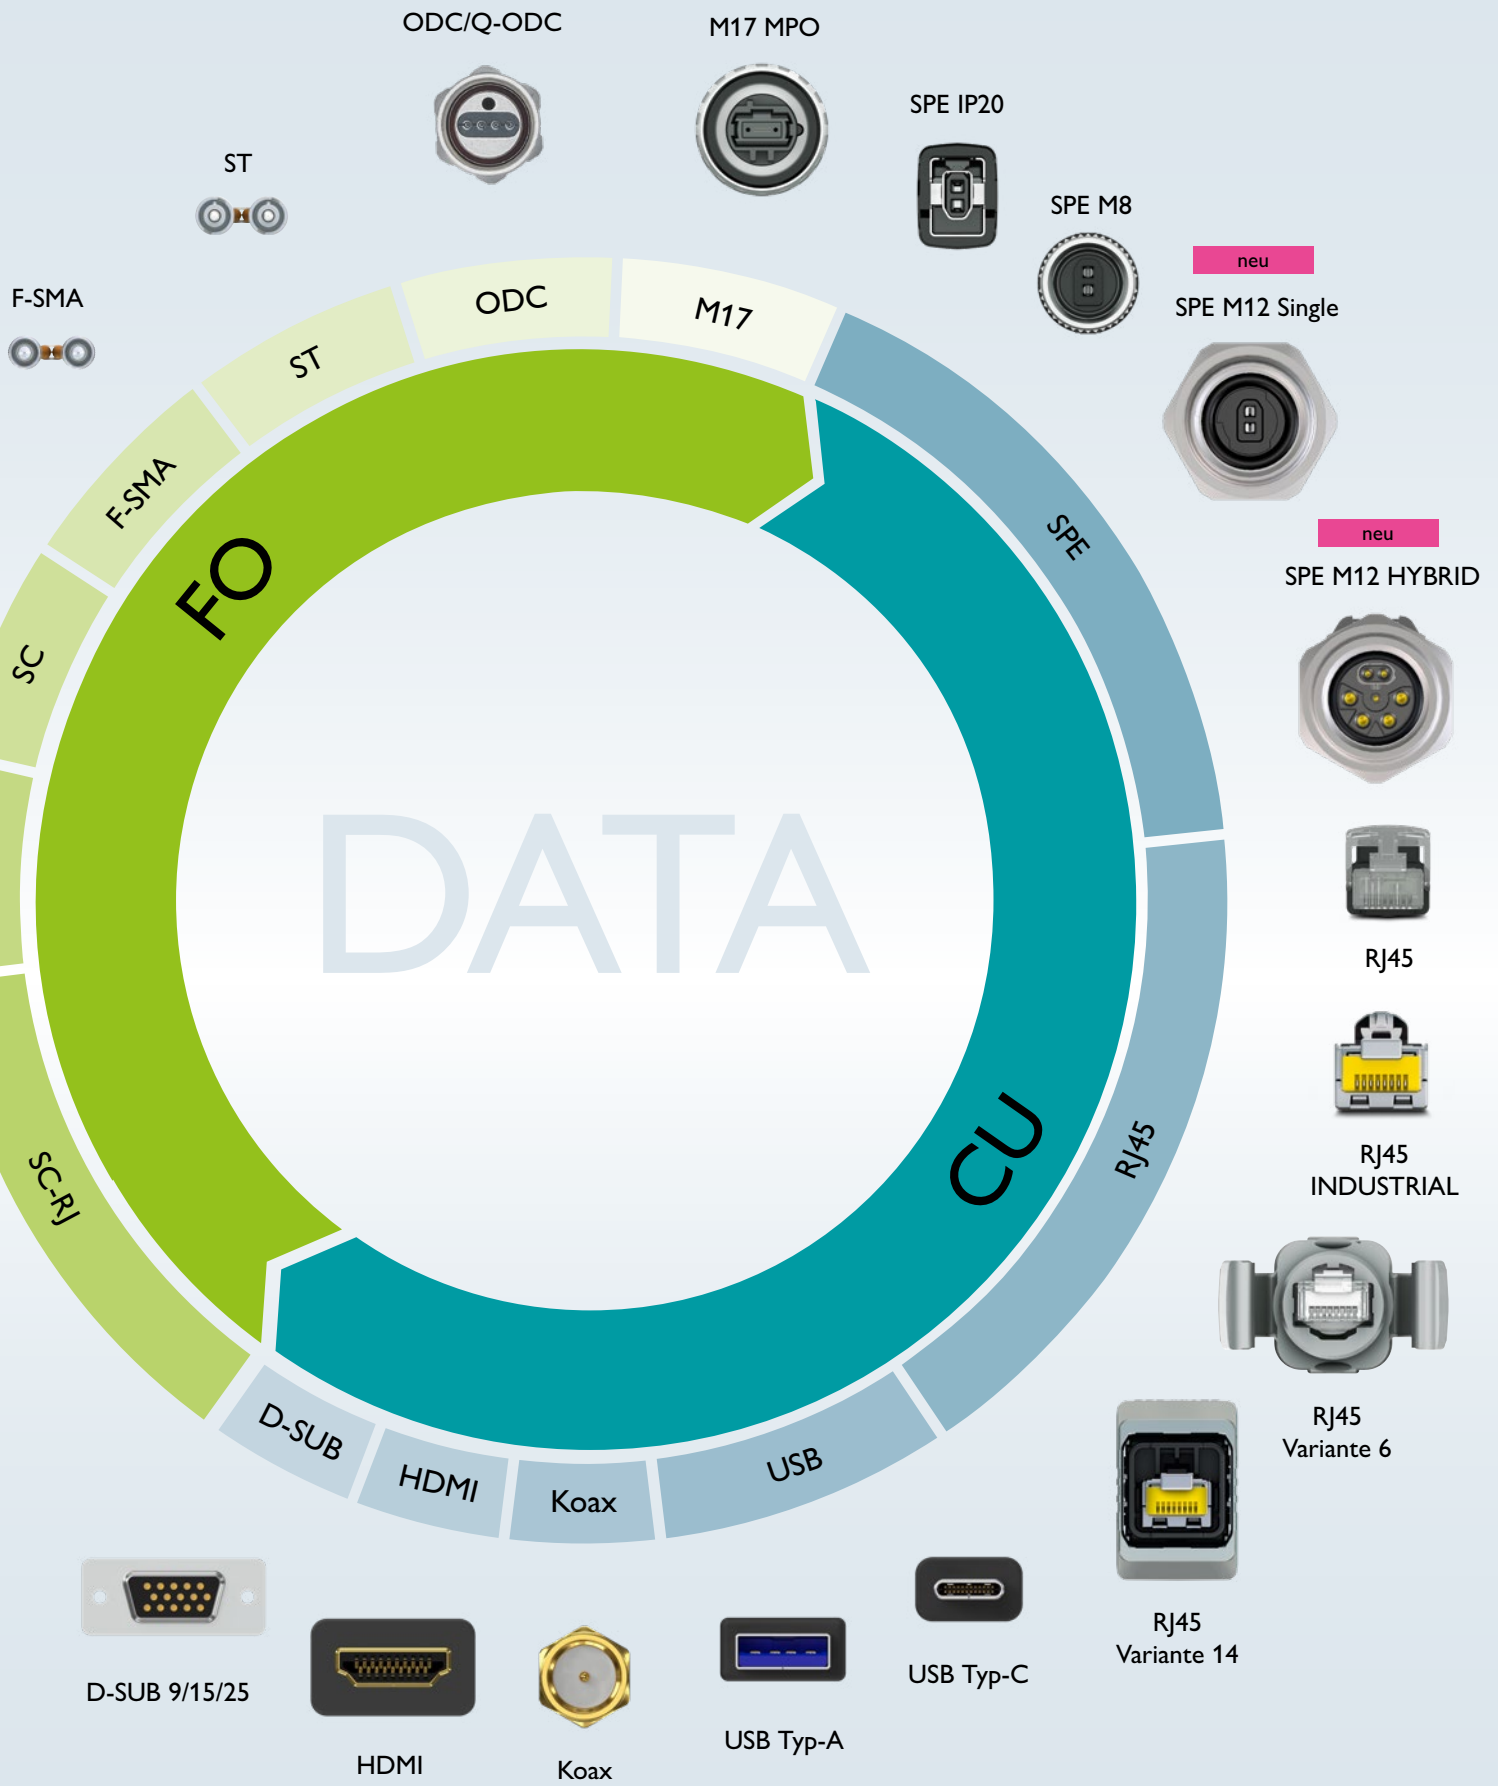 ODC/Q-ODC
M17 MPO
SPE IP20
ST
SPE M8
neu
SPE M12 Single
F-SMA
ODC
M17
ST
F-SMA
SPE
neu
SPE M12 HYBRID
FO
SC
DATA
RJ45
CU
RJ45
RJ45
INDUSTRIAL
SC-RJ
RJ45
Variante 6
D-SUB
HDMI
Koax
USB
RJ45
Variante 14
USB Typ-C
D-SUB 9/15/25
USB Typ-A
HDMI
Koax